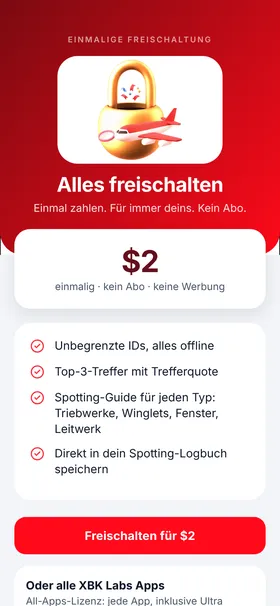 EINMALIGE FREISCHALTUNG
Alles freischalten
Einmal zahlen. Für immer deins. Kein Abo.
$2
einmalig · kein Abo · keine Werbung
Unbegrenzte IDs, alles offline
Top-3-Treffer mit Trefferquote
Spotting-Guide für jeden Typ:
Triebwerke, Winglets, Fenster,
Leitwerk
Direkt in dein Spotting-Logbuch
speichern
Freischalten für $2
Oder alle XBK Labs Apps
All-Apps-Lizenz: jede App, inklusive Ultra